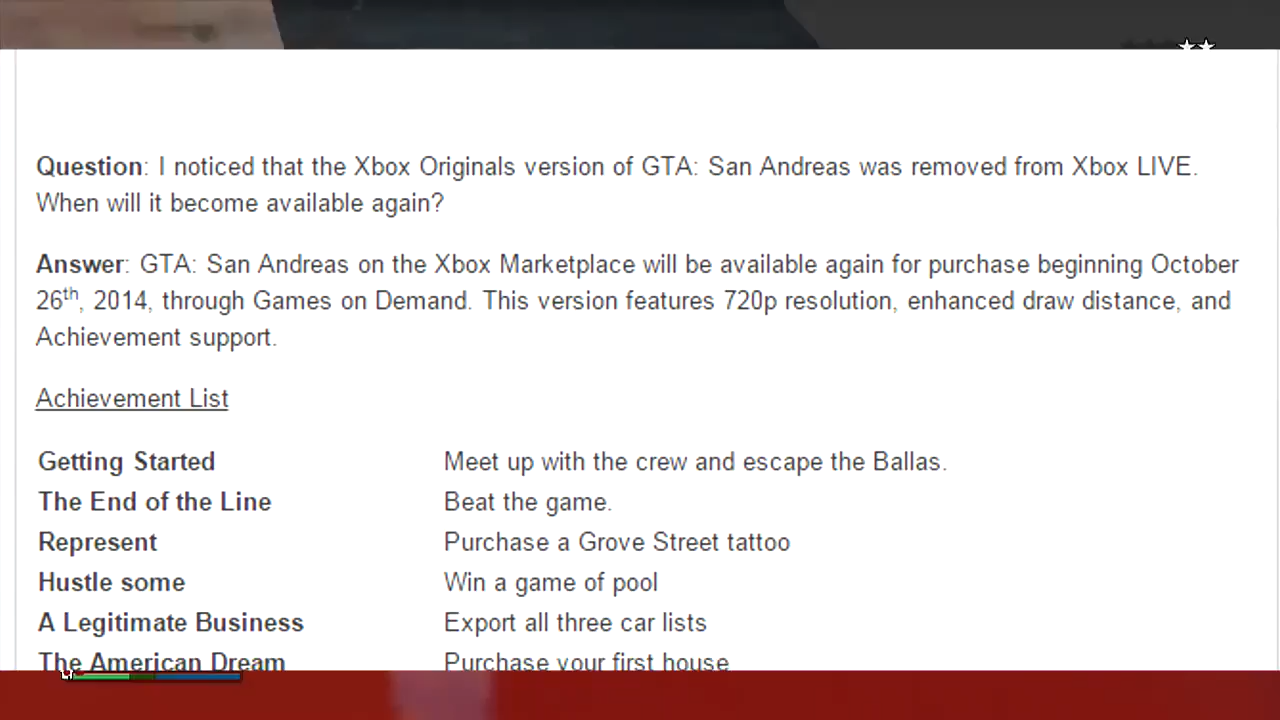 Question: I noticed that the Xbox Originals version of GTA: San Andreas was removed from Xbox LIVE.
When will it become available again?
Answer: GTA: San Andreas on the Xbox Marketplace will be available again for purchase beginning October
26th, 2014, through Games on Demand. This version features 720p resolution, enhanced draw distance, and
Achievement support.
Achievement List
Getting Started Meet up with the crew and escape the Ballas.
The End of the Line Beat the game.
Represent Purchase a Grove Street tattoo
Hustle some Win a game of pool
A Legitimate Business Export all three car lists
The American Dream Purchase your first house